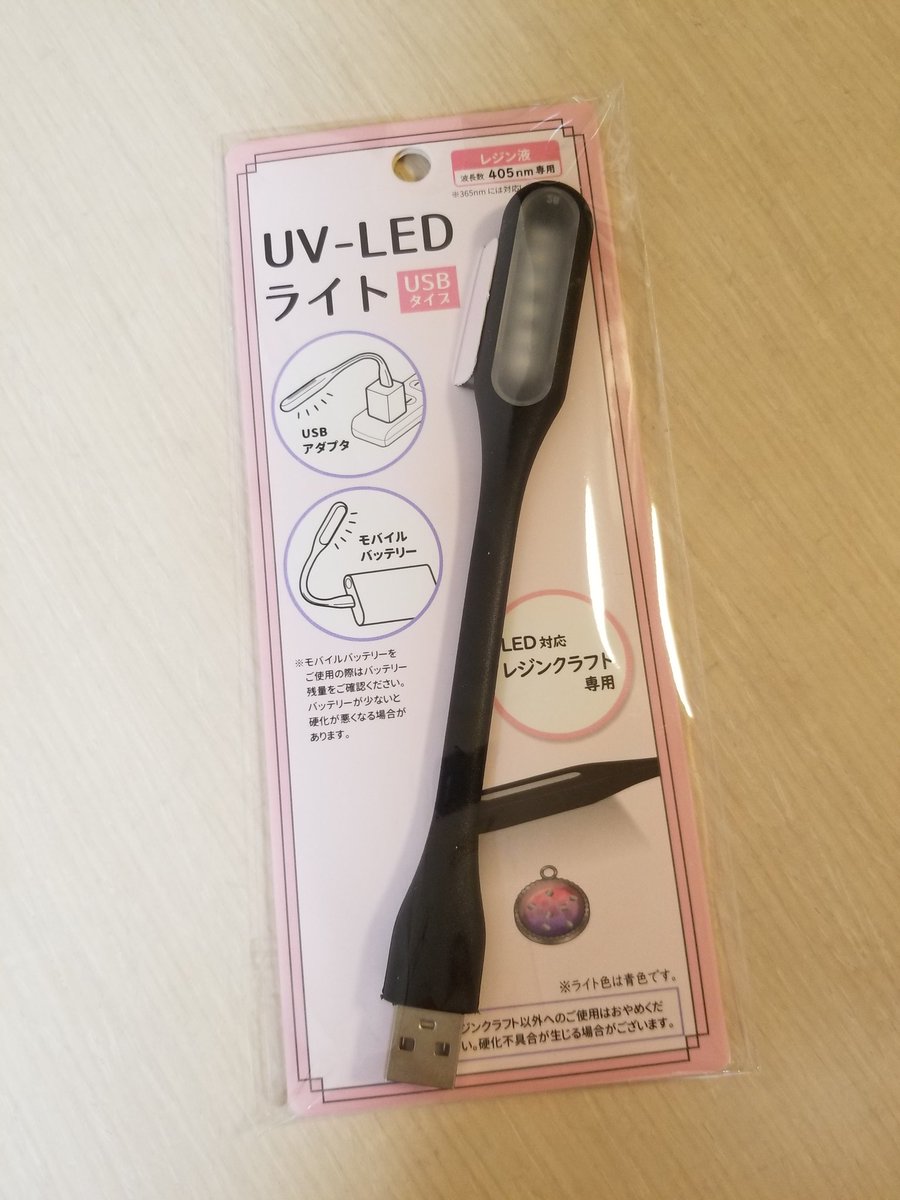 レジン液
波長数 405nm専用
※365nmには対応
UV-LED
ライト
USB
タイプ
USB
アダプタ
モバイル
バッテリー
※モバイルバッテリーを
ご使用の際はバッテリー
残量をご確認ください。
バッテリーが少ないと
硬化が悪くなる場合が
あります。
LED対応
レジンクラフト
専用
※ライト色は青色です。
ジンクラフト以外へのご使用はおやめくだ
い。硬化不具合が生じる場合がございます。